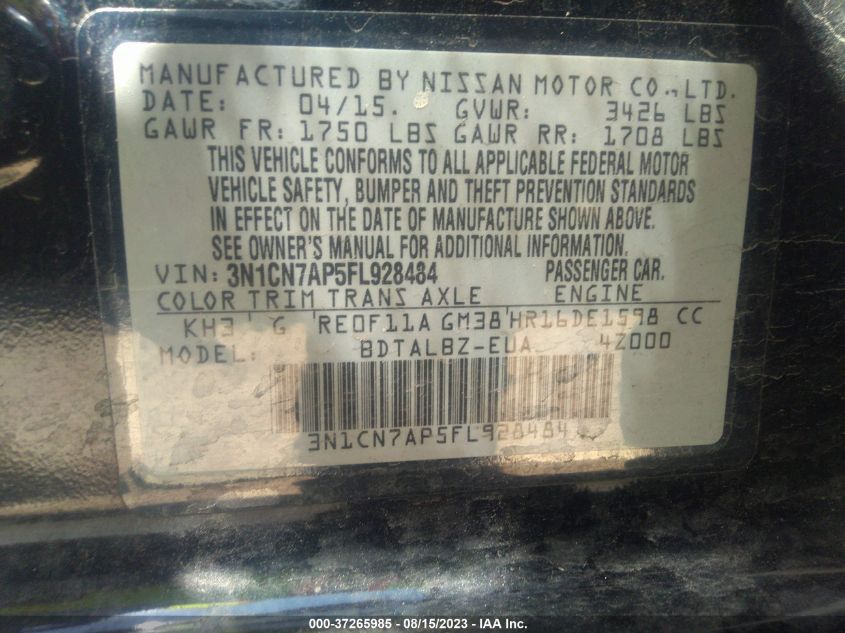 MANUFACTURED BY NISSAN MOTOR CO., LTD.
DATE: 04/15. GVWR: 3426 LBS
GAWR FR: 1750 LBS GAWR RR: 1708 LBS
THIS VEHICLE CONFORMS TO ALL APPLICABLE FEDERAL MOTOR
VEHICLE SAFETY, BUMPER AND THEFT PREVENTION STANDARDS
IN EFFECT ON THE DATE OF MANUFACTURE SHOWN ABOVE.
SEE OWNER'S MANUAL FOR ADDITIONAL INFORMATION.
VIN: 3N1CN7AP5FL928484 PASSENGER CAR.
COLOR TRIM TRANS AXLE ENGINE
KH3 G RE0F11A GM38 HR16DE1598 CC
MODEL: BDTALBZ-EUA 4Z000
3N1CN7AP5FL928484
000-37265985 - 08/15/2023 - IAA Inc.